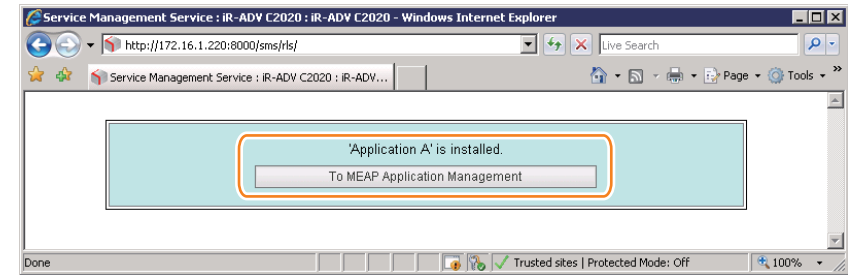 Service Management Service : iR-ADV C2020 : iR-ADV C2020 - Windows Internet Explorer
http://172.16.1.220:8000/sms/rls/
Live Search
Service Management Service : iR-ADV C2020 : iR-ADV...
Page
Tools
'Application A' is installed.
To MEAP Application Management
Done
Trusted sites | Protected Mode: Off
100%